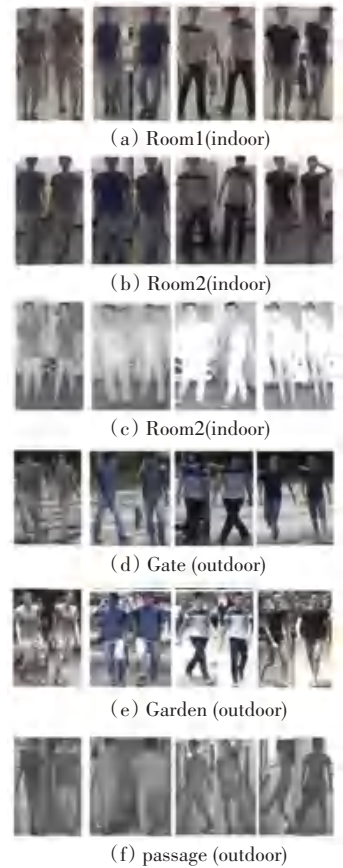 （a）Room1(indoor)
（b）Room2(indoor)
（c）Room2(indoor)
（d）Gate (outdoor)
（e）Garden (outdoor)
（f）passage (outdoor)